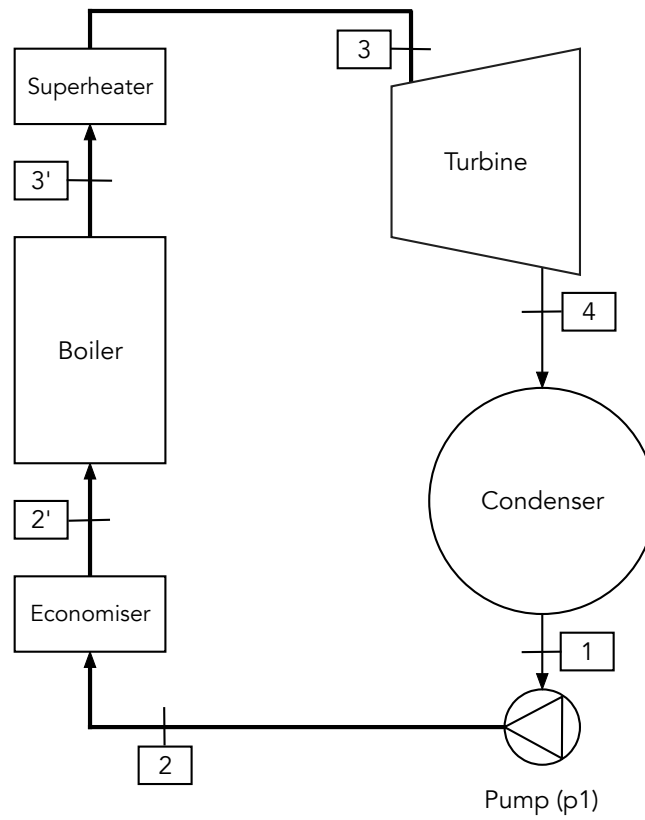 3
Superheater
Turbine
3'
4
Boiler
Condenser
2'
Economiser
1
2
Pump (p1)